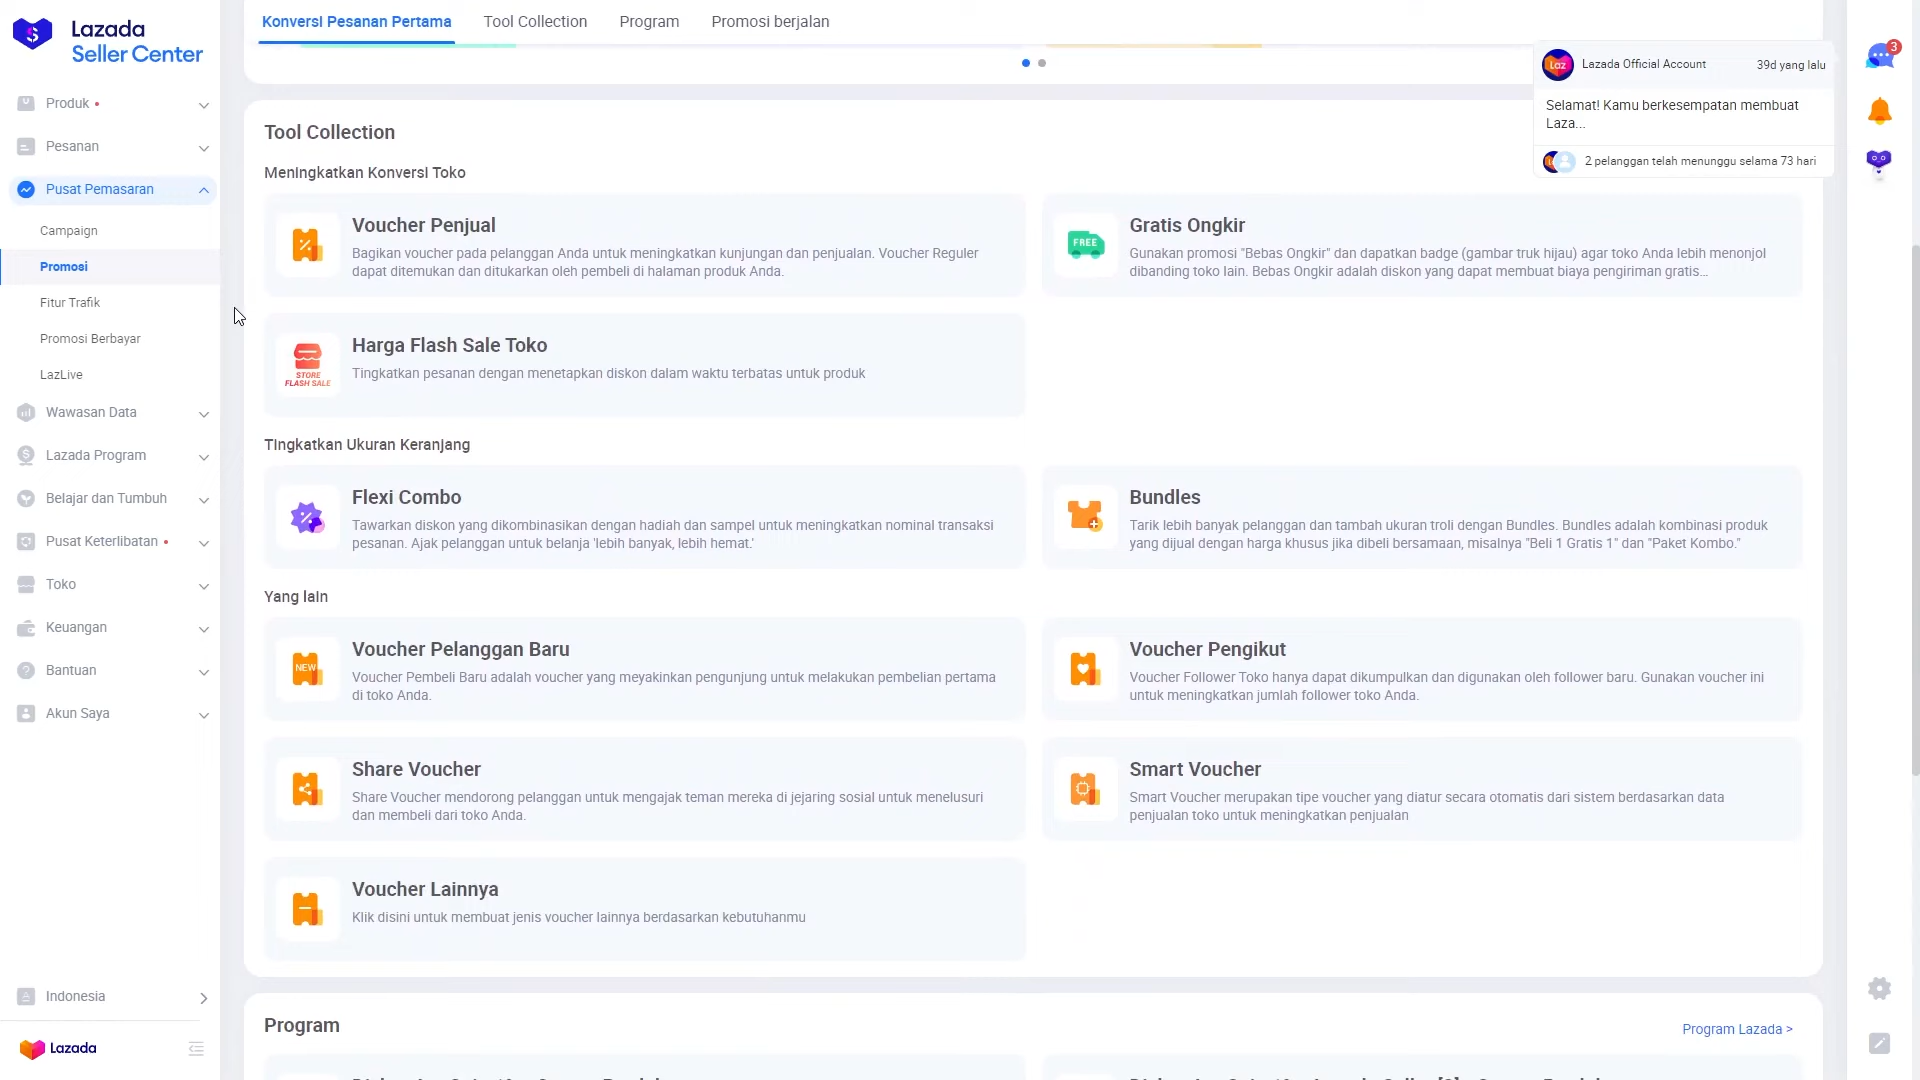 Lazada
Seller Center
Produk
Pesanan
Pusat Pemasaran
Campaign
Promosi
Fitur Trafik
Promosi Berbayar
LazLive
Wawasan Data
Lazada Program
Belajar dan Tumbuh
Pusat Keterlibatan
Toko
Keuangan
Bantuan
Akun Saya
Indonesia
Lazada
Konversi Pesanan Pertama
Tool Collection
Program
Promosi berjalan
Laz
Lazada Official Account
39d yang lalu
Selamat! Kamu berkesempatan membuat
Laza...
2 pelanggan telah menunggu selama 73 hari
3
Tool Collection
Meningkatkan Konversi Toko
Voucher Penjual
Bagikan voucher pada pelanggan Anda untuk meningkatkan kunjungan dan penjualan. Voucher Reguler
dapat ditemukan dan ditukarkan oleh pembeli di halaman produk Anda.
FREE
Gratis Ongkir
Gunakan promosi "Bebas Ongkir" dan dapatkan badge (gambar truk hijau) agar toko Anda lebih menonjol
dibanding toko lain. Bebas Ongkir adalah diskon yang dapat membuat biaya pengiriman gratis...
STORE
FLASH SALE
Harga Flash Sale Toko
Tingkatkan pesanan dengan menetapkan diskon dalam waktu terbatas untuk produk
Tingkatkan Ukuran Keranjang
Flexi Combo
Tawarkan diskon yang dikombinasikan dengan hadiah dan sampel untuk meningkatkan nominal transaksi
pesanan. Ajak pelanggan untuk belanja 'lebih banyak, lebih hemat.'
Bundles
Tarik lebih banyak pelanggan dan tambah ukuran troli dengan Bundles. Bundles adalah kombinasi produk
yang dijual dengan harga khusus jika dibeli bersamaan, misalnya "Beli 1 Gratis 1" dan "Paket Kombo."
Yang lain
NEW
Voucher Pelanggan Baru
Voucher Pembeli Baru adalah voucher yang meyakinkan pengunjung untuk melakukan pembelian pertama
di toko Anda.
Voucher Pengikut
Voucher Follower Toko hanya dapat dikumpulkan dan digunakan oleh follower baru. Gunakan voucher ini
untuk meningkatkan jumlah follower toko Anda.
Share Voucher
Share Voucher mendorong pelanggan untuk mengajak teman mereka di jejaring sosial untuk menelusuri
dan membeli dari toko Anda.
Smart Voucher
Smart Voucher merupakan tipe voucher yang diatur secara otomatis dari sistem berdasarkan data
penjualan toko untuk meningkatkan penjualan
Voucher Lainnya
Klik disini untuk membuat jenis voucher lainnya berdasarkan kebutuhanmu
Program
Program Lazada >